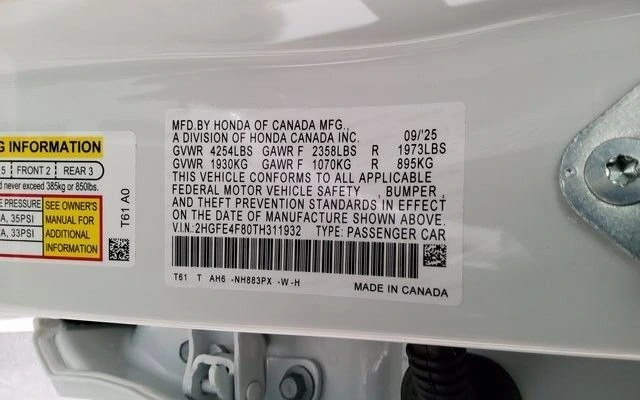 G INFORMATION
5 FRONT 2 REAR 3
d never exceed 385kg or 850lbs.
E PRESSURE
A, 35PSI
A, 33PSI
SEE OWNER'S
MANUAL FOR
ADDITIONAL
INFORMATION
T61 A0
MFD.BY HONDA OF CANADA MFG.,
A DIVISION OF HONDA CANADA INC. 09/'25
GVWR 4254LBS GAWR F 2358LBS R 1973LBS
GVWR 1930KG GAWR F 1070KG R 895KG
THIS VEHICLE CONFORMS TO ALL APPLICABLE
FEDERAL MOTOR VEHICLE SAFETY , BUMPER ,
AND THEFT PREVENTION STANDARDS IN EFFECT
ON THE DATE OF MANUFACTURE SHOWN ABOVE.
V.I.N.:2HGFE4F80TH311932 TYPE: PASSENGER CAR
T61 T AH6 -NH883PX -W-H
MADE IN CANADA